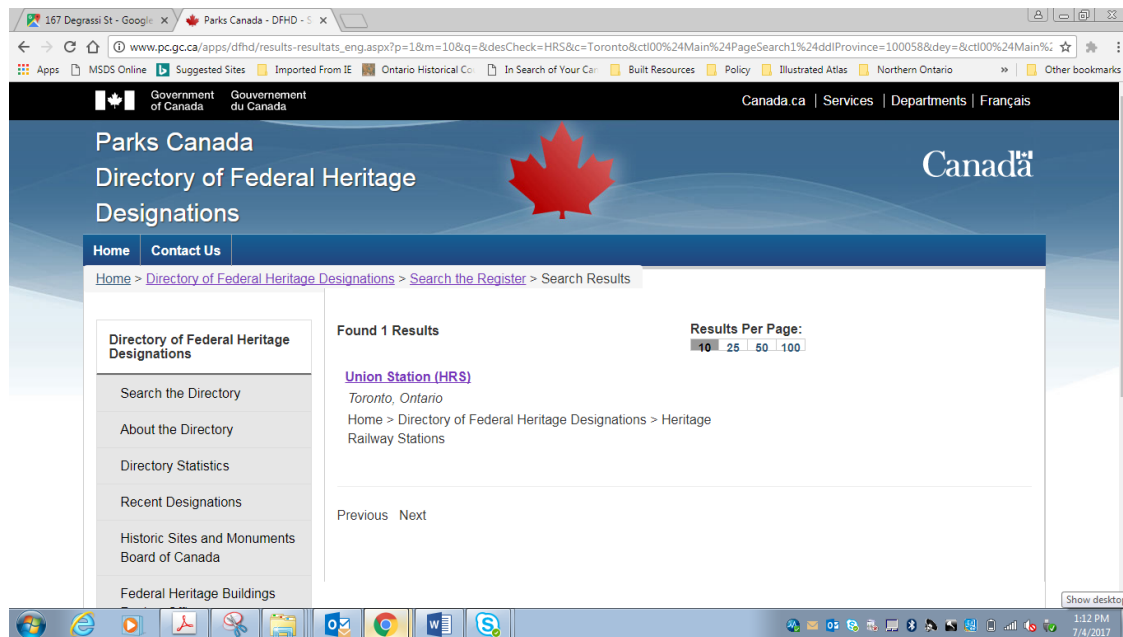 167 Degrassi St - Google
Parks Canada - DFHD - S
www.pc.gc.ca/apps/dfhd/results-resultats_eng.aspx?p=1&m=10&q=&desCheck=HRS&c=Toronto&ctl00%24Main%24PageSearch1%24ddlProvince=100058&dey=&ctl00%24Main%2
Apps MSDS Online Suggested Sites Imported From IE Ontario Historical Co In Search of Your Can Built Resources Policy Illustrated Atlas Northern Ontario » Other bookmarks
Government of Canada
Gouvernement du Canada
Canada.ca | Services | Departments | Français
Parks Canada
Directory of Federal Heritage
Designations
Canada
Home Contact Us
Home > Directory of Federal Heritage Designations > Search the Register > Search Results
Directory of Federal Heritage
Designations
Search the Directory
About the Directory
Directory Statistics
Recent Designations
Historic Sites and Monuments
Board of Canada
Federal Heritage Buildings
Found 1 Results
Results Per Page:
10 25 50 100
Union Station (HRS)
Toronto, Ontario
Home > Directory of Federal Heritage Designations > Heritage
Railway Stations
Previous Next
Show desktop
1:12 PM
7/4/2017